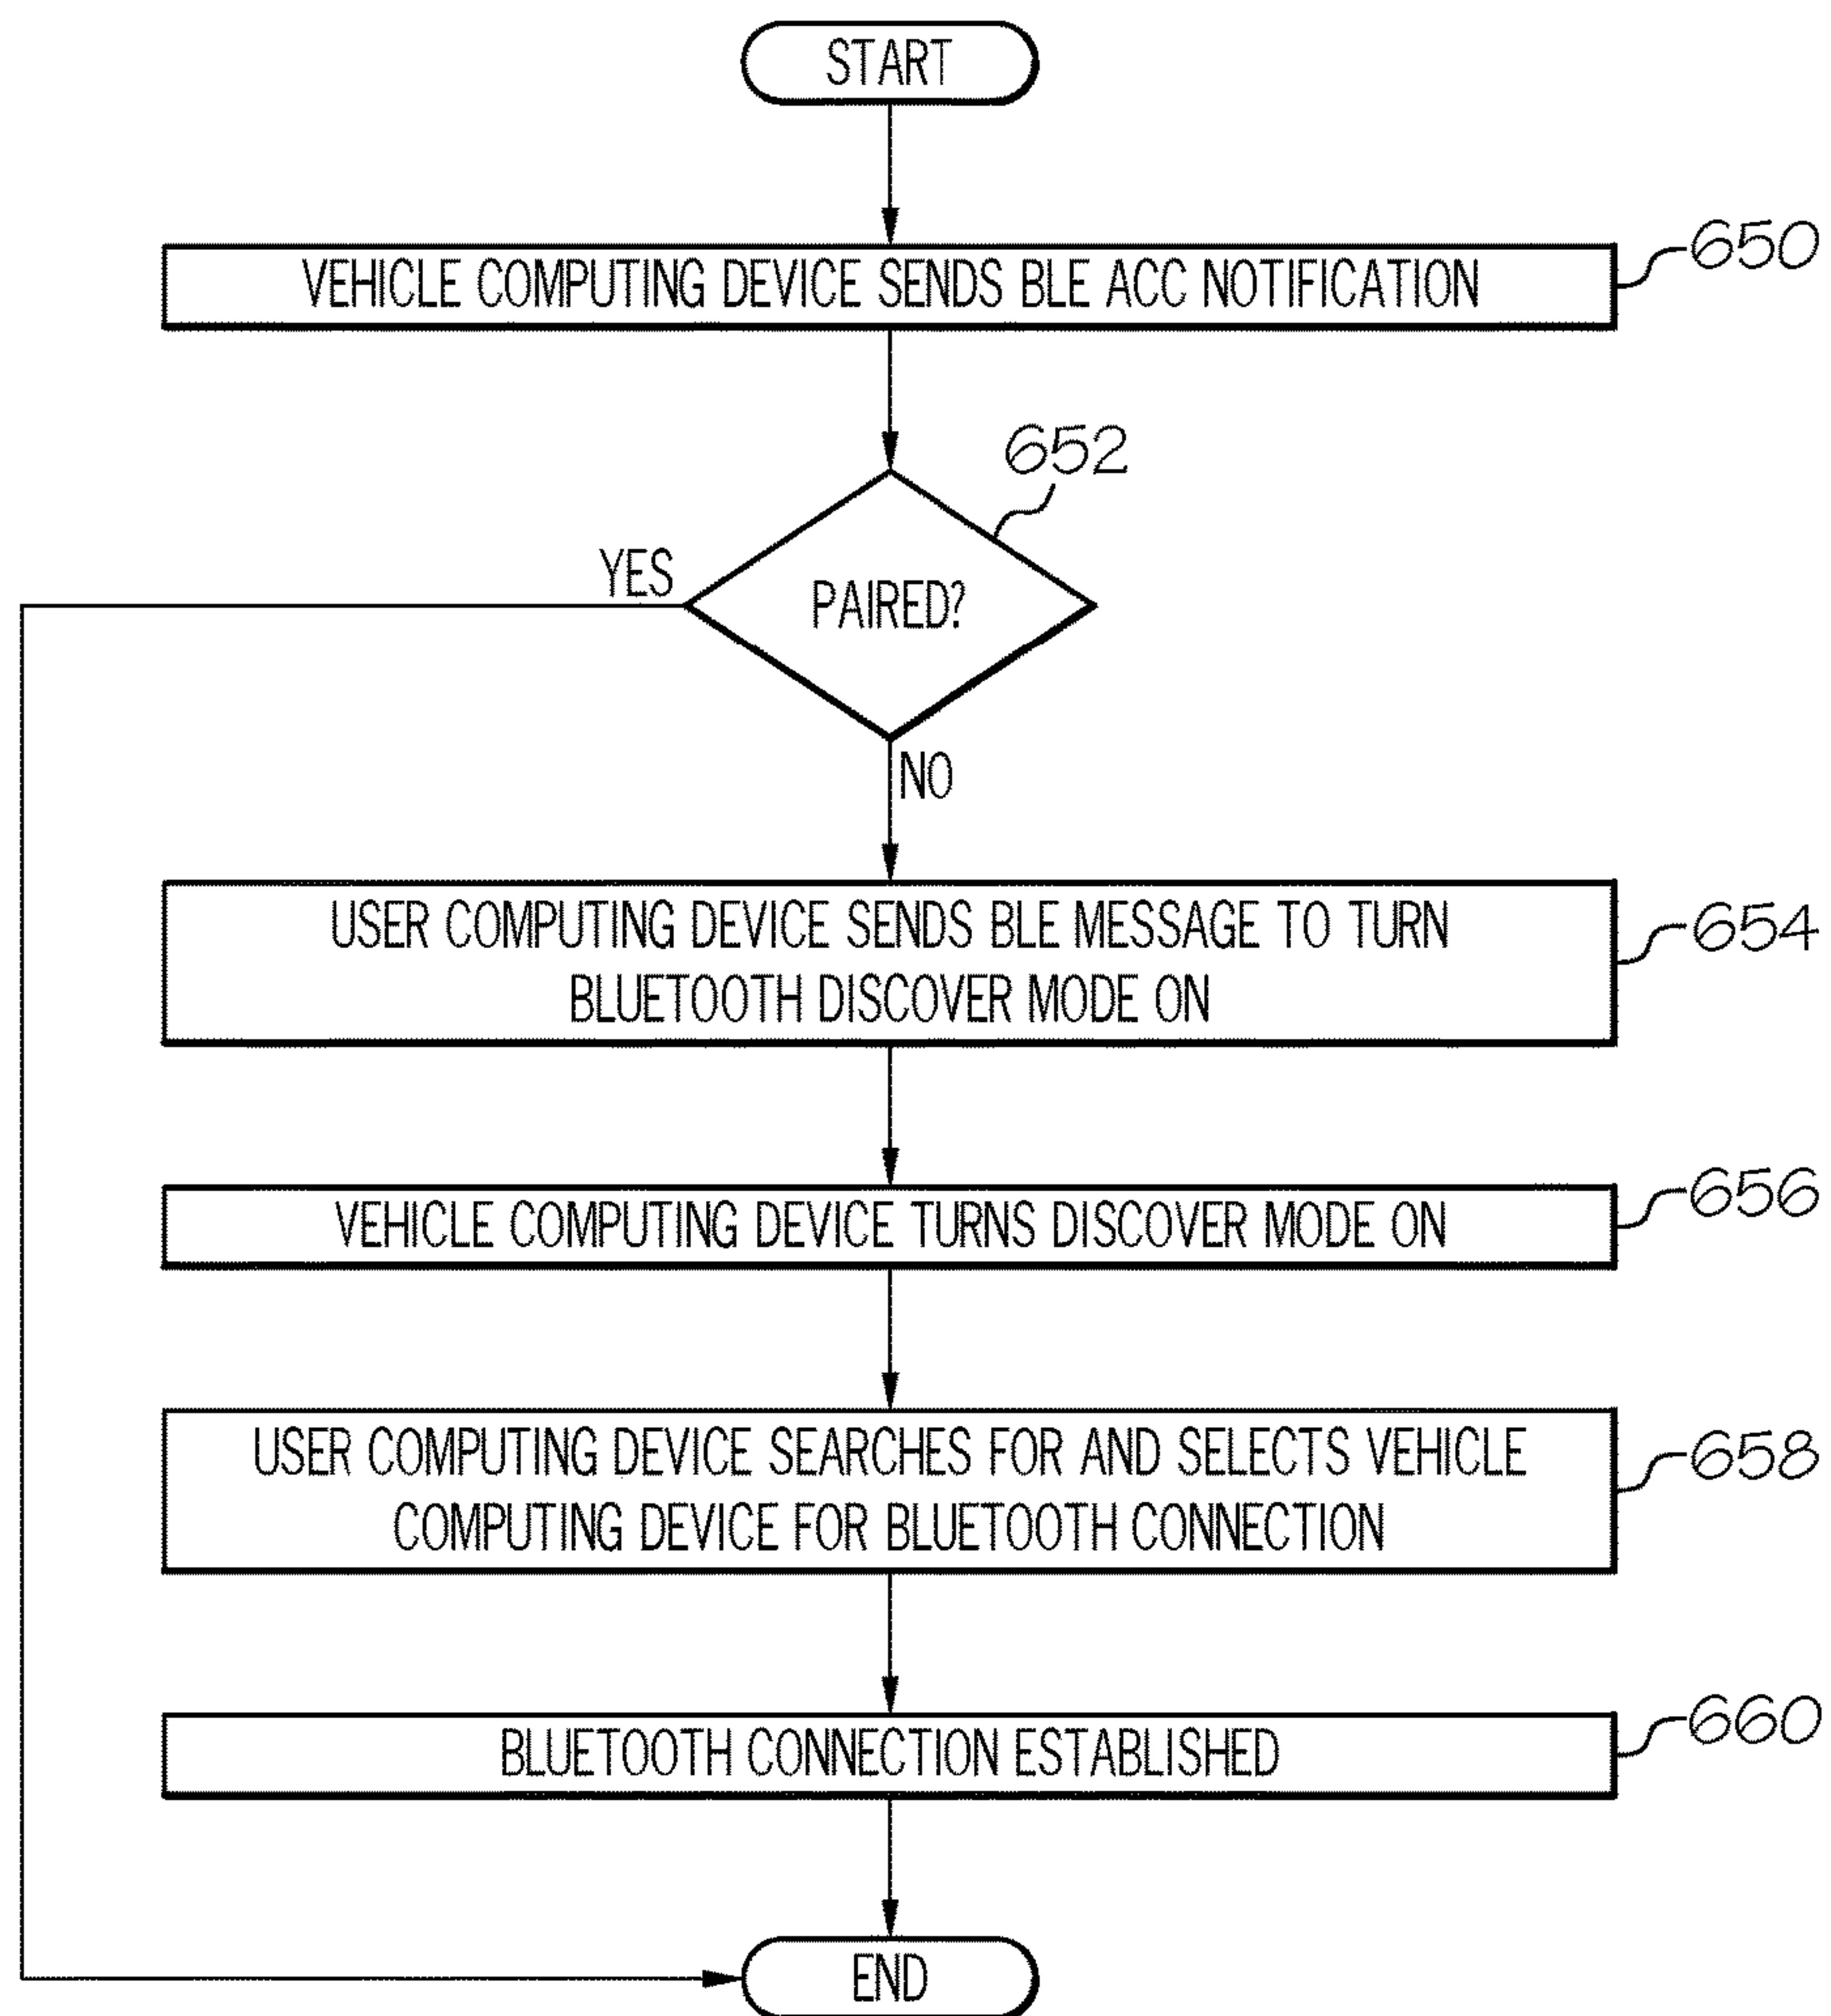 START
VEHICLE COMPUTING DEVICE SENDS BLE ACC NOTIFICATION
650
652
YES
PAIRED?
NO
USER COMPUTING DEVICE SENDS BLE MESSAGE TO TURN
BLUETOOTH DISCOVER MODE ON
654
VEHICLE COMPUTING DEVICE TURNS DISCOVER MODE ON
656
USER COMPUTING DEVICE SEARCHES FOR AND SELECTS VEHICLE
COMPUTING DEVICE FOR BLUETOOTH CONNECTION
658
BLUETOOTH CONNECTION ESTABLISHED
660
END